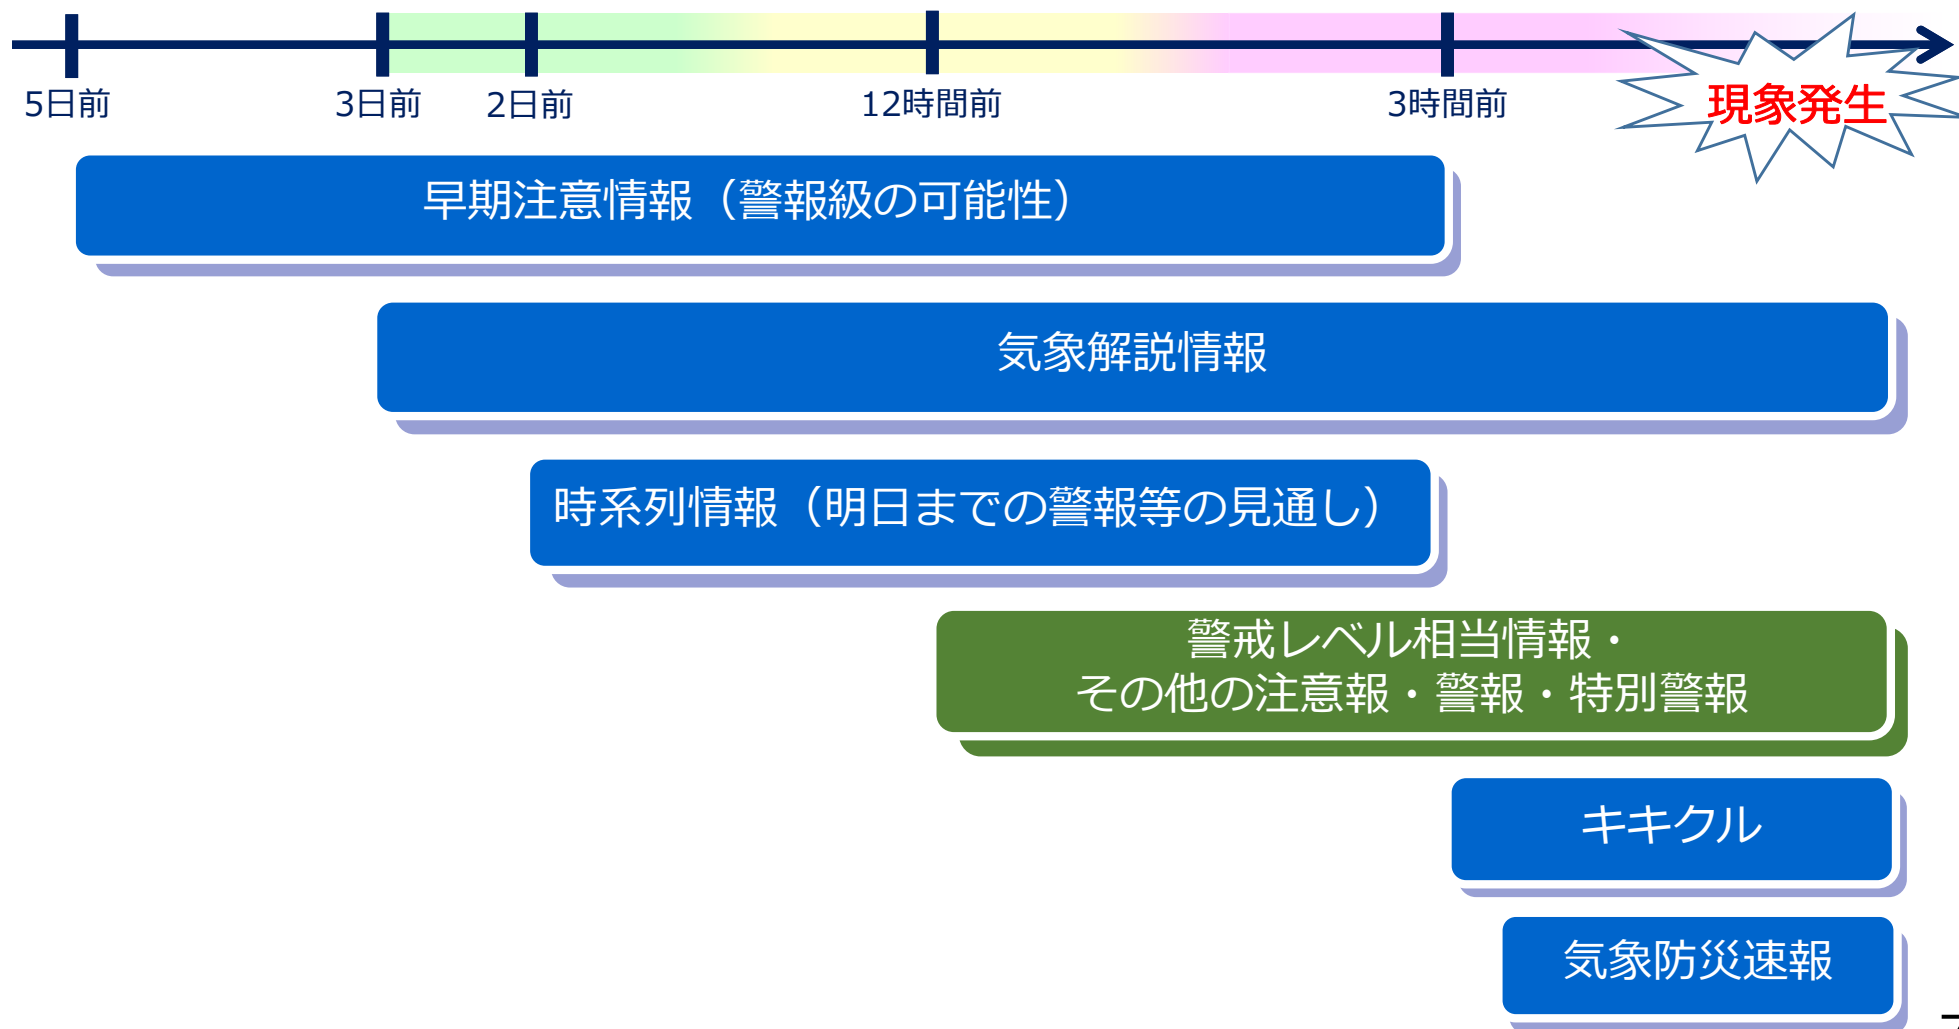 5日前
3日前
2日前
12時間前
3時間前
現象発生
早期注意情報（警報級の可能性）
気象解説情報
時系列情報（明日までの警報等の見通し）
警戒レベル相当情報・
その他の注意報・警報・特別警報
キキクル
気象防災速報